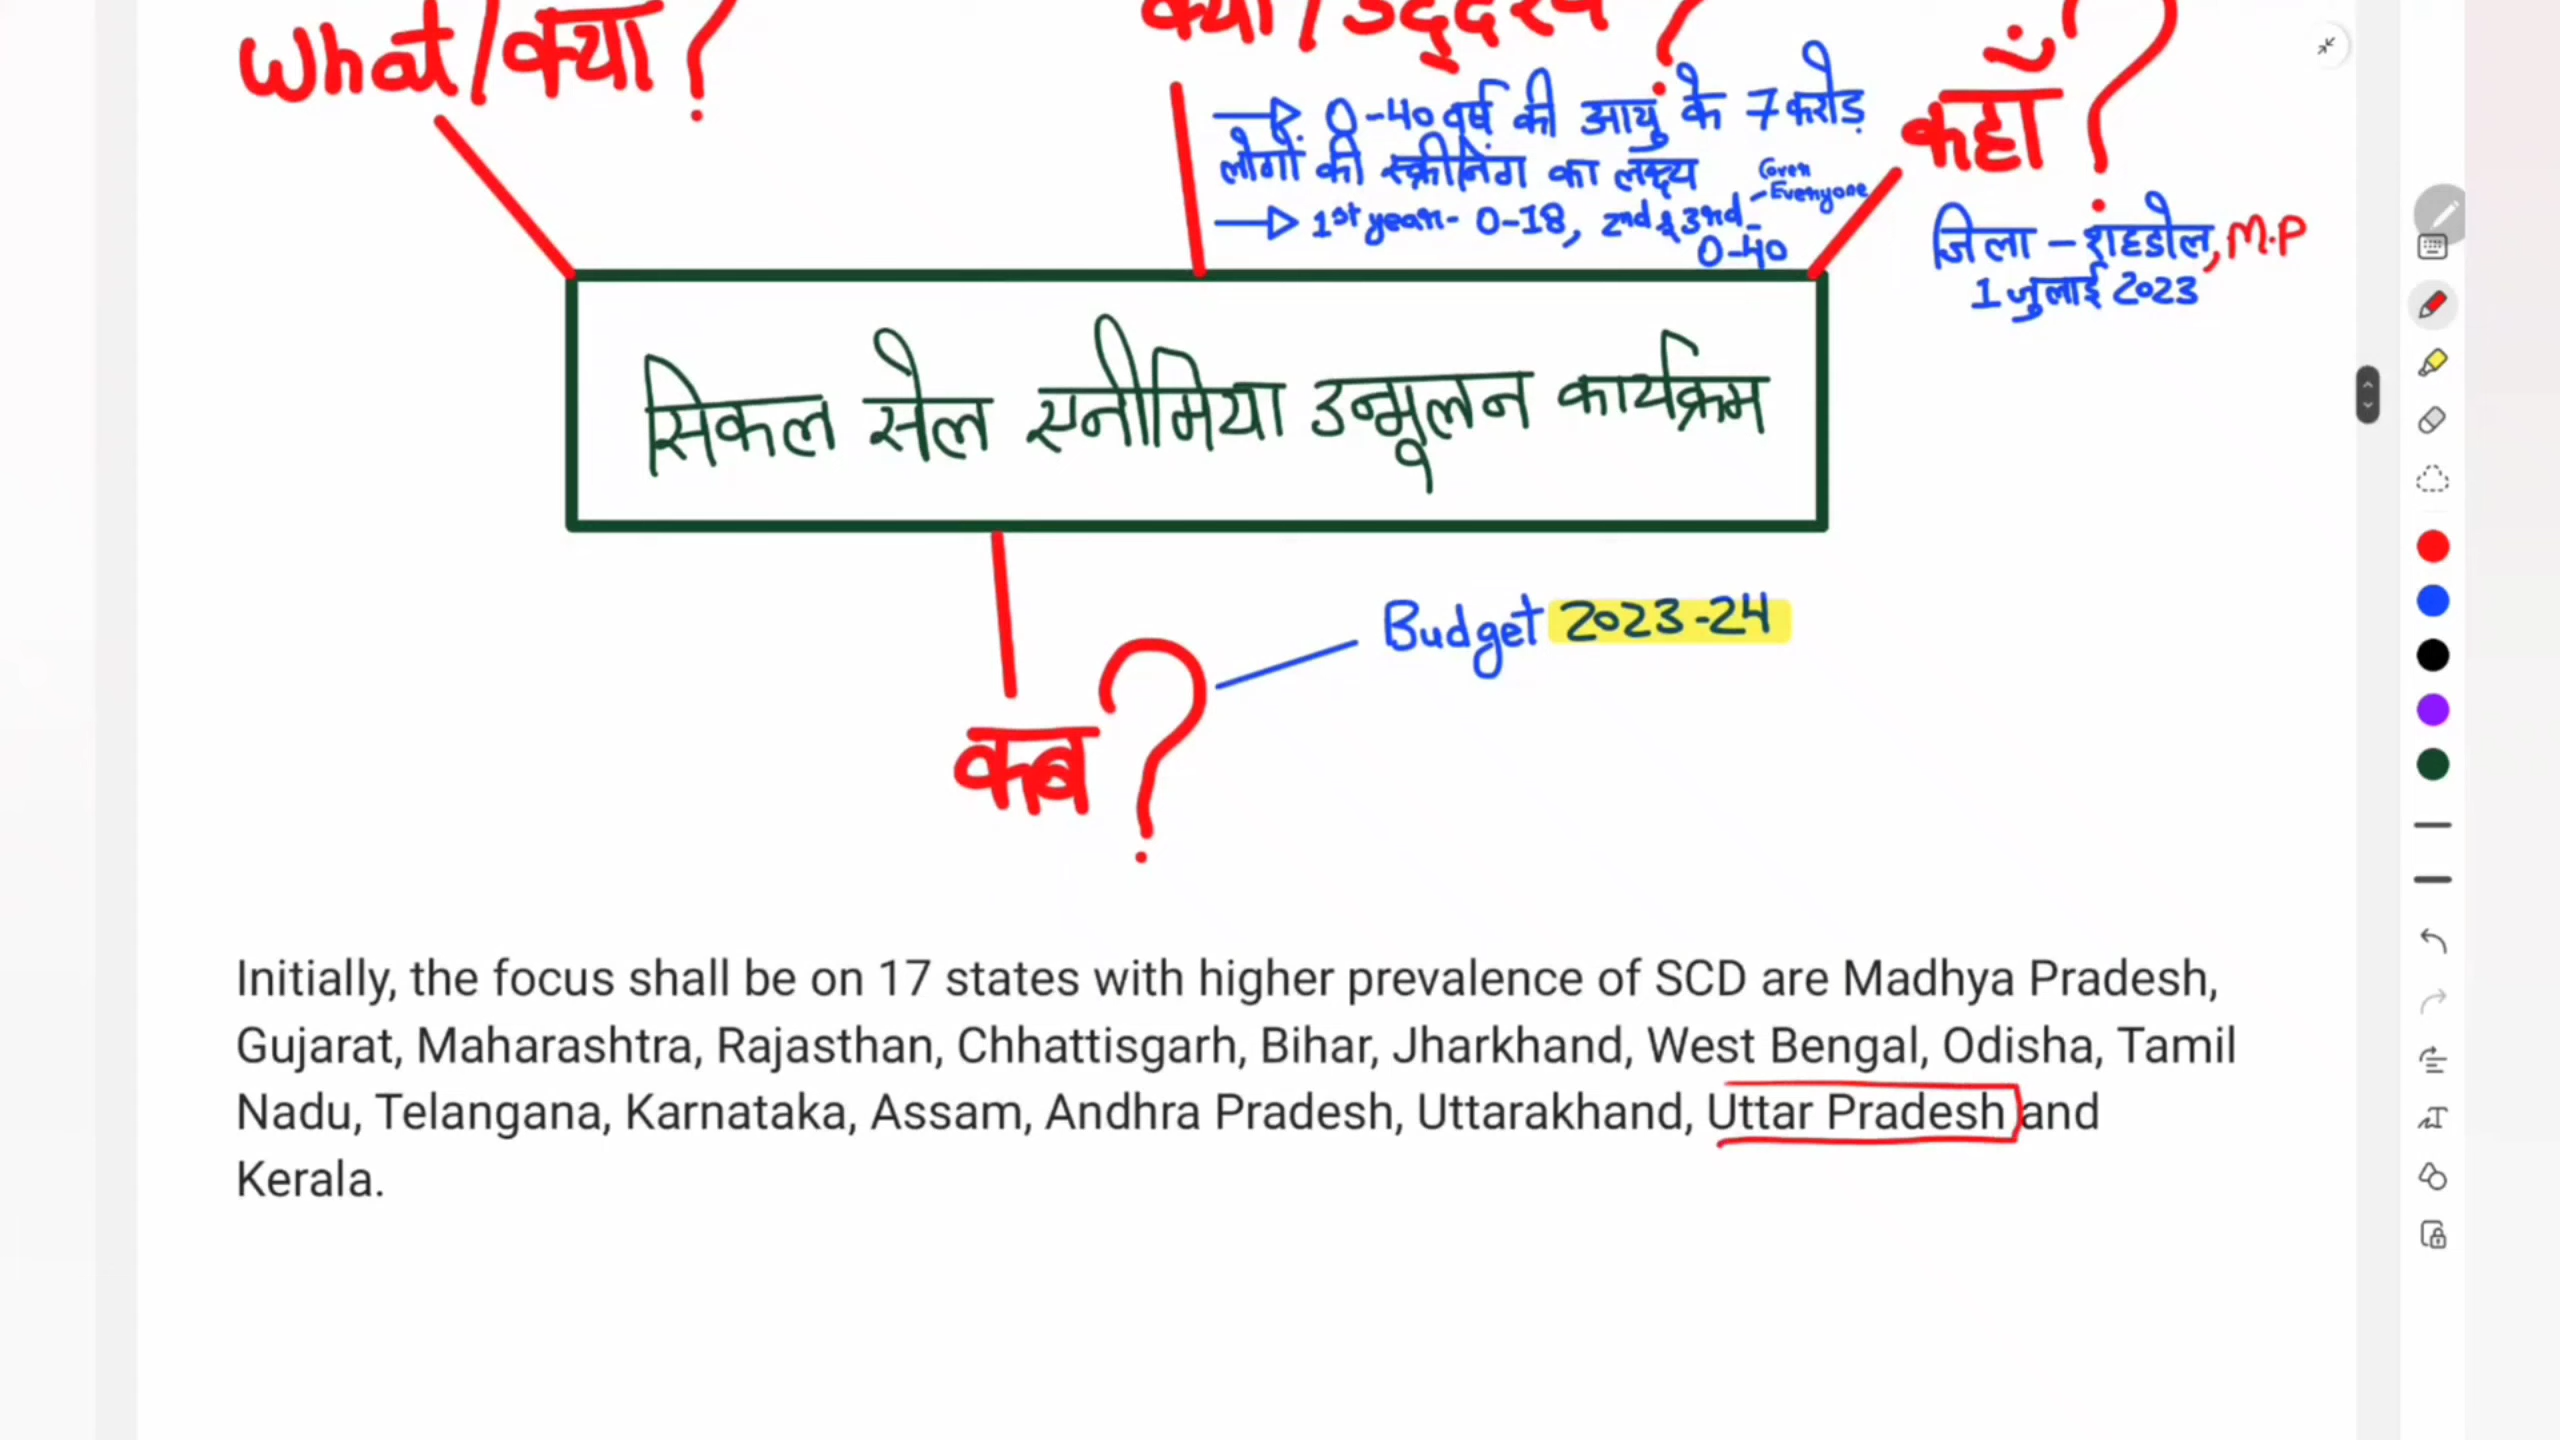 What/क्या?
क्यों/उद्देश्य?
→ 0-40 वर्ष की आयु के 7 करोड़
लोगों की स्क्रीनिंग का लक्ष्य
Cover
Everyone
→ 1st year- 0-18, 2nd & 3rd -
0-40
कहाँ?
जिला - शहडोल, M.P
1 जुलाई 2023
सिकल सेल एनीमिया उन्मूलन कार्यक्रम
Budget 2023-24
कब?
Initially, the focus shall be on 17 states with higher prevalence of SCD are Madhya Pradesh,
Gujarat, Maharashtra, Rajasthan, Chhattisgarh, Bihar, Jharkhand, West Bengal, Odisha, Tamil
Nadu, Telangana, Karnataka, Assam, Andhra Pradesh, Uttarakhand, Uttar Pradesh and
Kerala.